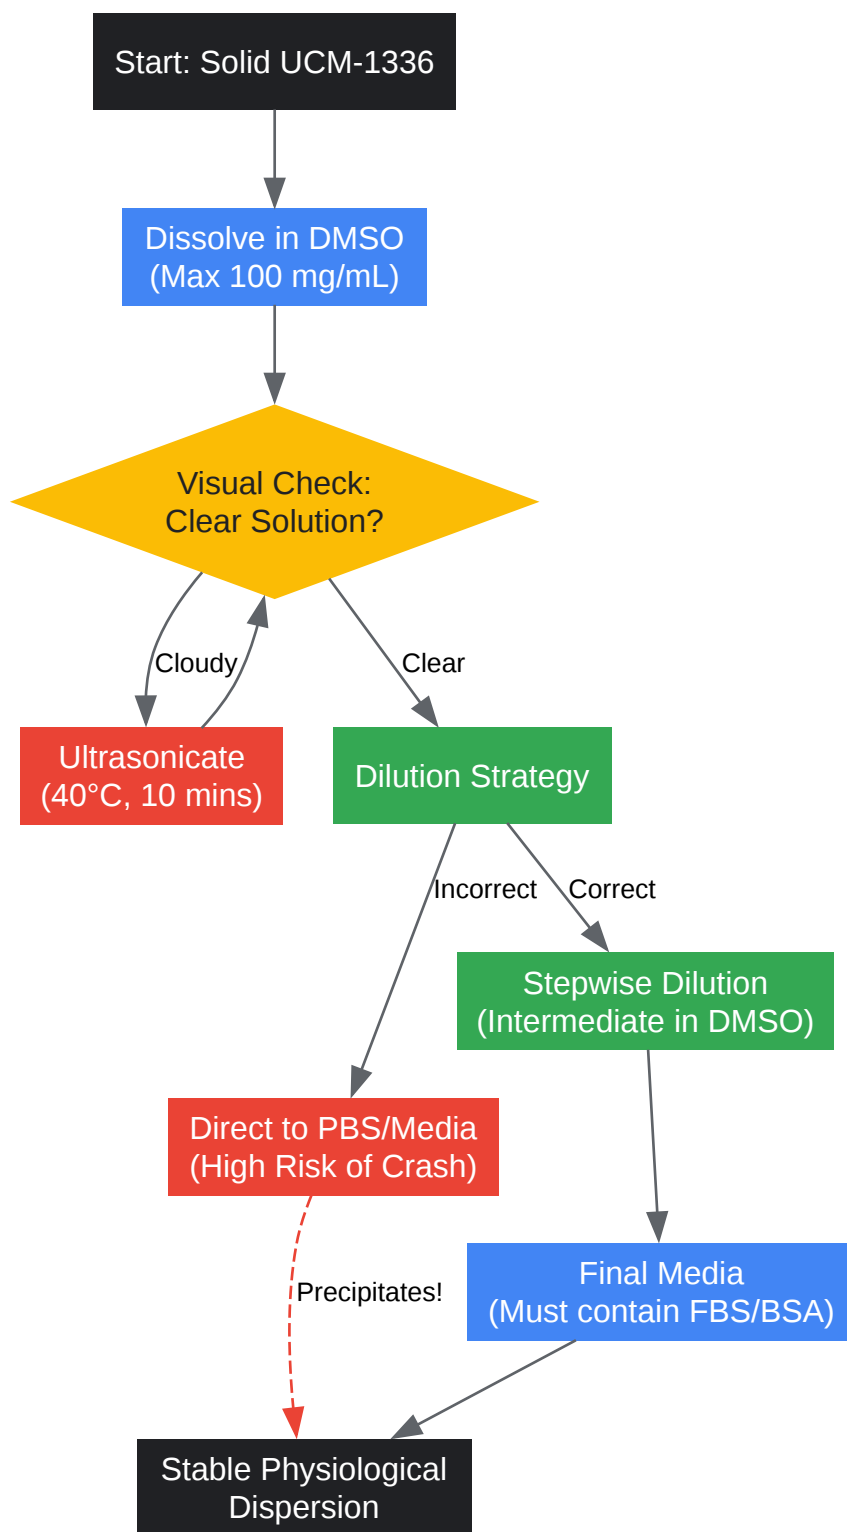 Start: Solid UCM-1336
Dissolve in DMSO
(Max 100 mg/mL)
Visual Check:
Clear Solution?
Cloudy
Clear
Ultrasonicate
(40°C, 10 mins)
Dilution Strategy
Incorrect
Correct
Stepwise Dilution
(Intermediate in DMSO)
Direct to PBS/Media
(High Risk of Crash)
Precipitates!
Final Media
(Must contain FBS/BSA)
Stable Physiological
Dispersion